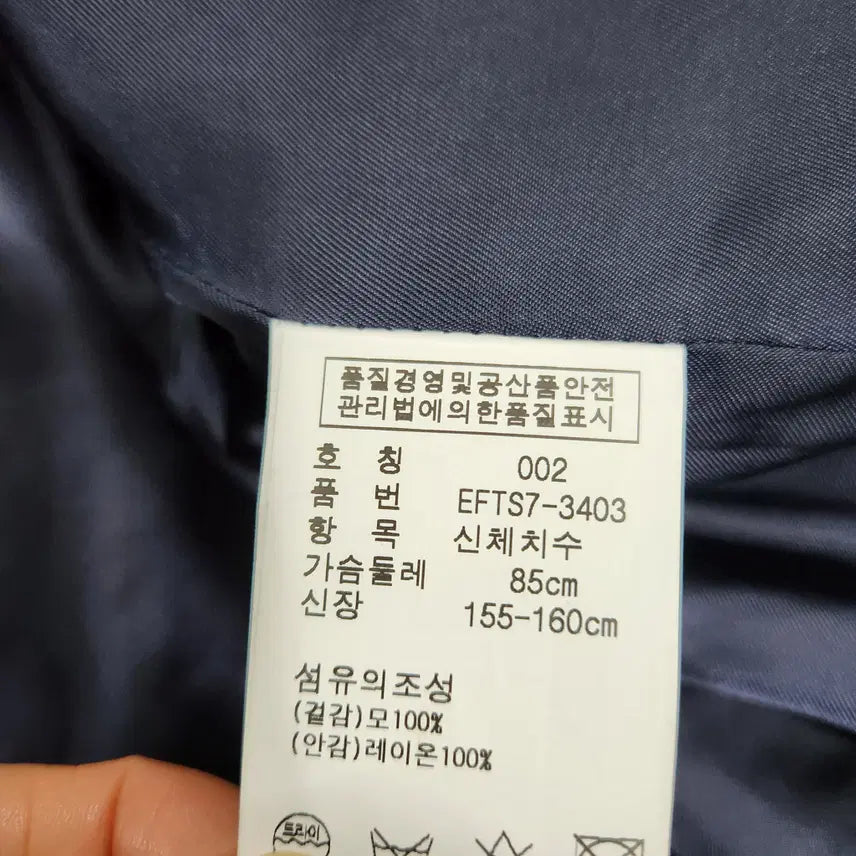 품질경영및공산품안전
관리법에의한품질표시
호 칭 002
품 번 EFTS7-3403
항 목 신체치수
가슴둘레 85cm
신장 155-160cm
섬유의조성
(겉감)모100%
(안감)레이온100%
드라이